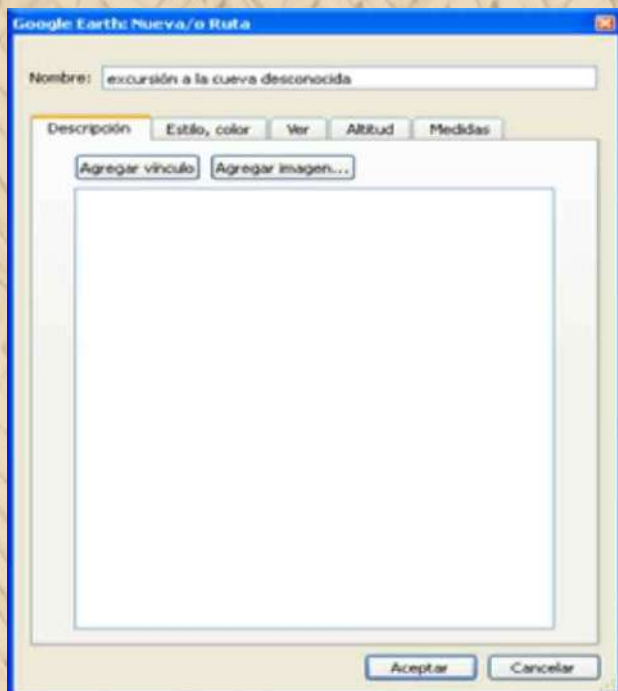 Google Earth: Nueva/o Ruta
Nombre: excursión a la cueva desconocida
Descripción Estilo, color Ver Altitud Medidas
Agregar vínculo Agregar imagen...
Aceptar Cancelar